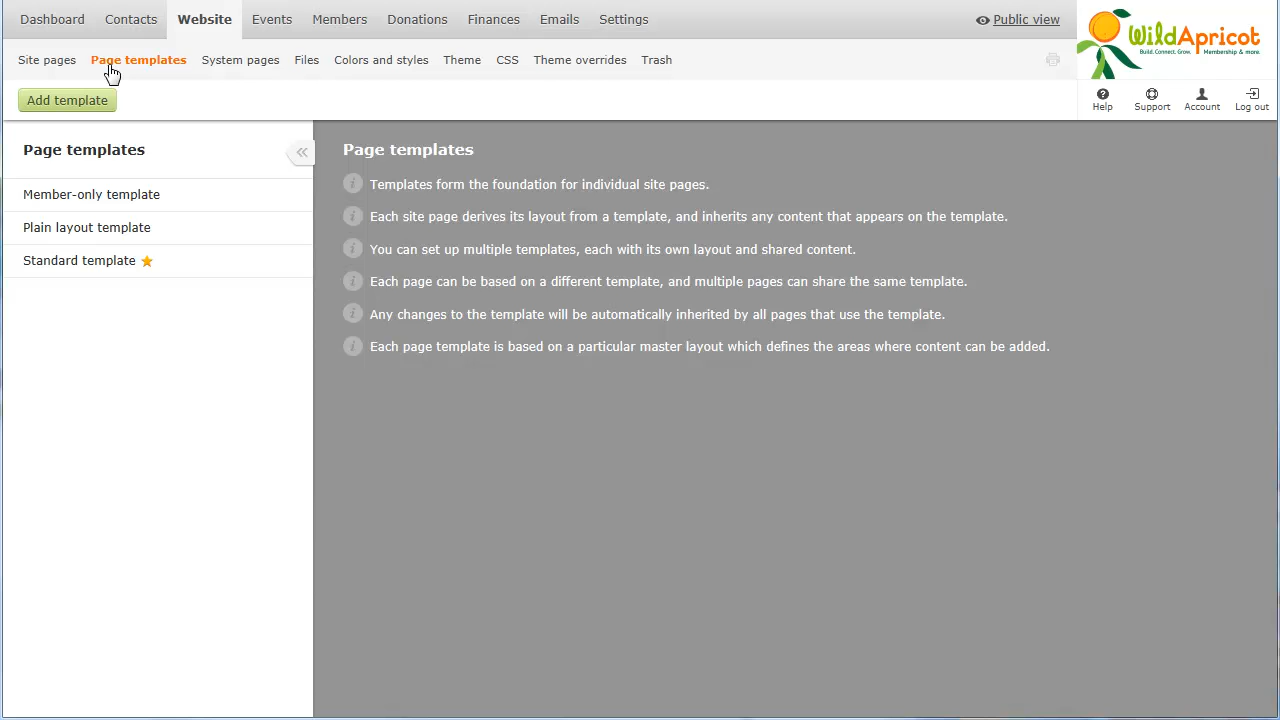 Dashboard Contacts Website Events Members Donations Finances Emails Settings Public view
WildApricot
Build. Connect. Grow. Membership & more.
Site pages Page templates System pages Files Colors and styles Theme CSS Theme overrides Trash
Add template
Help Support Account Log out
Page templates
Member-only template
Plain layout template
Standard template
Page templates
Templates form the foundation for individual site pages.
Each site page derives its layout from a template, and inherits any content that appears on the template.
You can set up multiple templates, each with its own layout and shared content.
Each page can be based on a different template, and multiple pages can share the same template.
Any changes to the template will be automatically inherited by all pages that use the template.
Each page template is based on a particular master layout which defines the areas where content can be added.